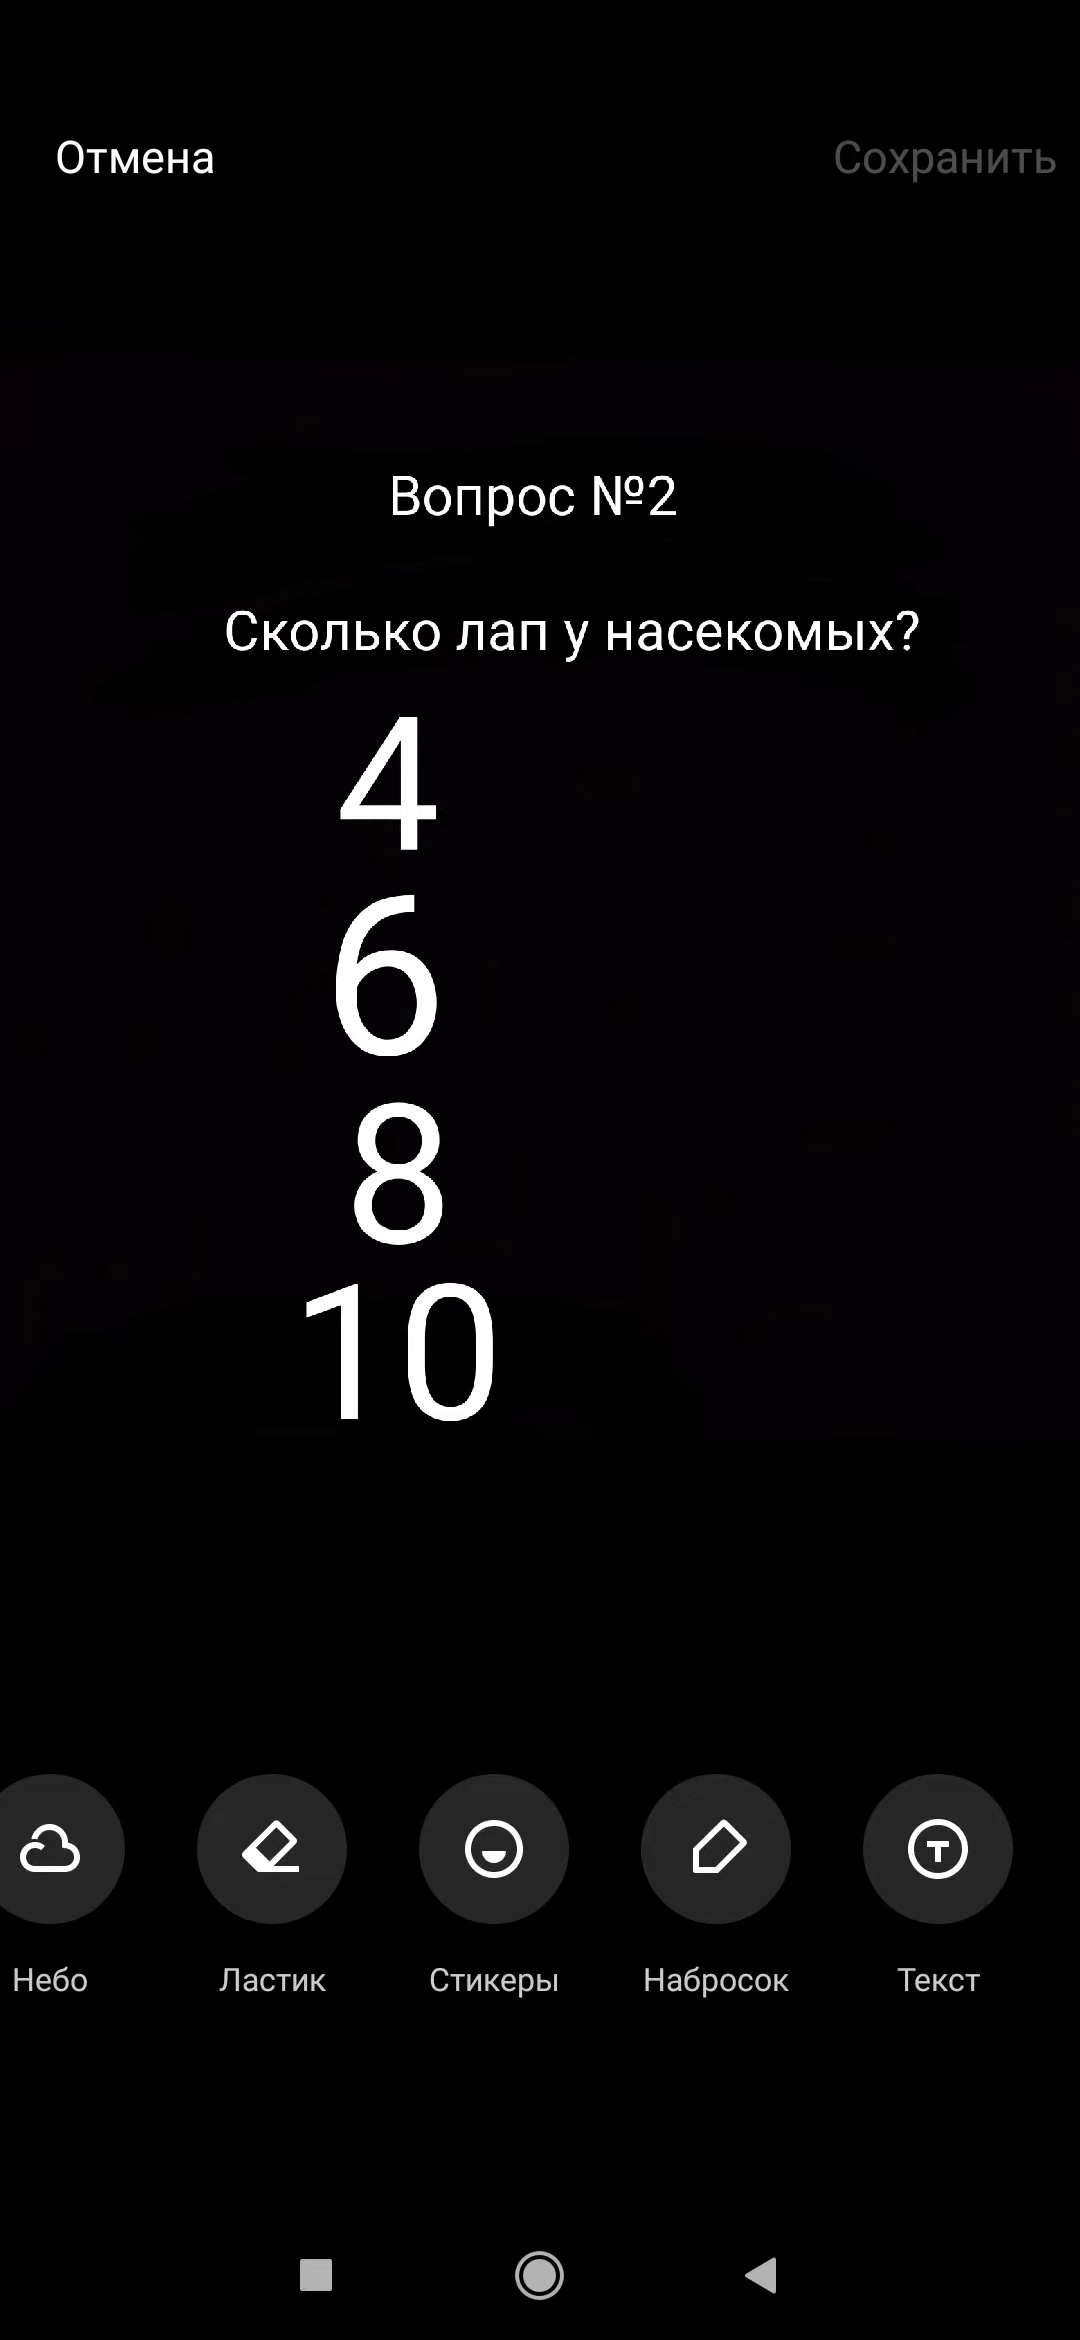 Отмена
Сохранить
Вопрос №2
Сколько лап у насекомых?
4
6
8
10
Небо
Ластик
Стикеры
Набросок
Текст